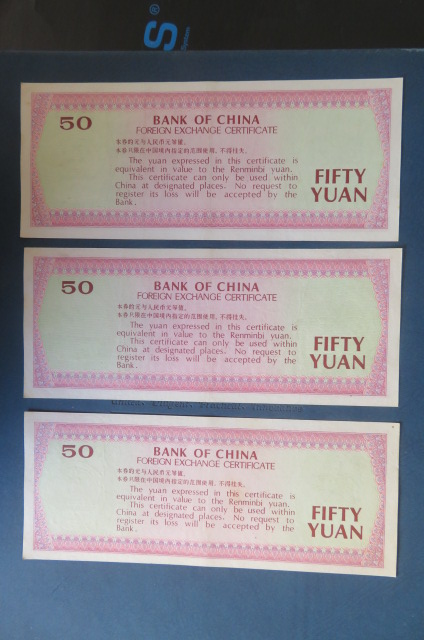 S®
System
50
BANK OF CHINA
FOREIGN EXCHANGE CERTIFICATE
本券的元与人民币元等值。
本券只限在中国境内指定的范围使用，不得挂失。
The yuan expressed in this certificate is
equivalent in value to the Renminbi yuan.
This certificate can only be used within
China at designated places. No request to
register its loss will be accepted by the
Bank.
FIFTY
YUAN
50
BANK OF CHINA
FOREIGN EXCHANGE CERTIFICATE
本券的元与人民币元等值。
本券只限在中国境内指定的范围使用，不得挂失。
The yuan expressed in this certificate is
equivalent in value to the Renminbi yuan.
This certificate can only be used within
China at designated places. No request to
register its loss will be accepted by the
Bank.
FIFTY
YUAN
50
BANK OF CHINA
FOREIGN EXCHANGE CERTIFICATE
本券的元与人民币元等值。
本券只限在中国境内指定的范围使用，不得挂失。
The yuan expressed in this certificate is
equivalent in value to the Renminbi yuan.
This certificate can only be used within
China at designated places. No request to
register its loss will be accepted by the
Bank.
FIFTY
YUAN